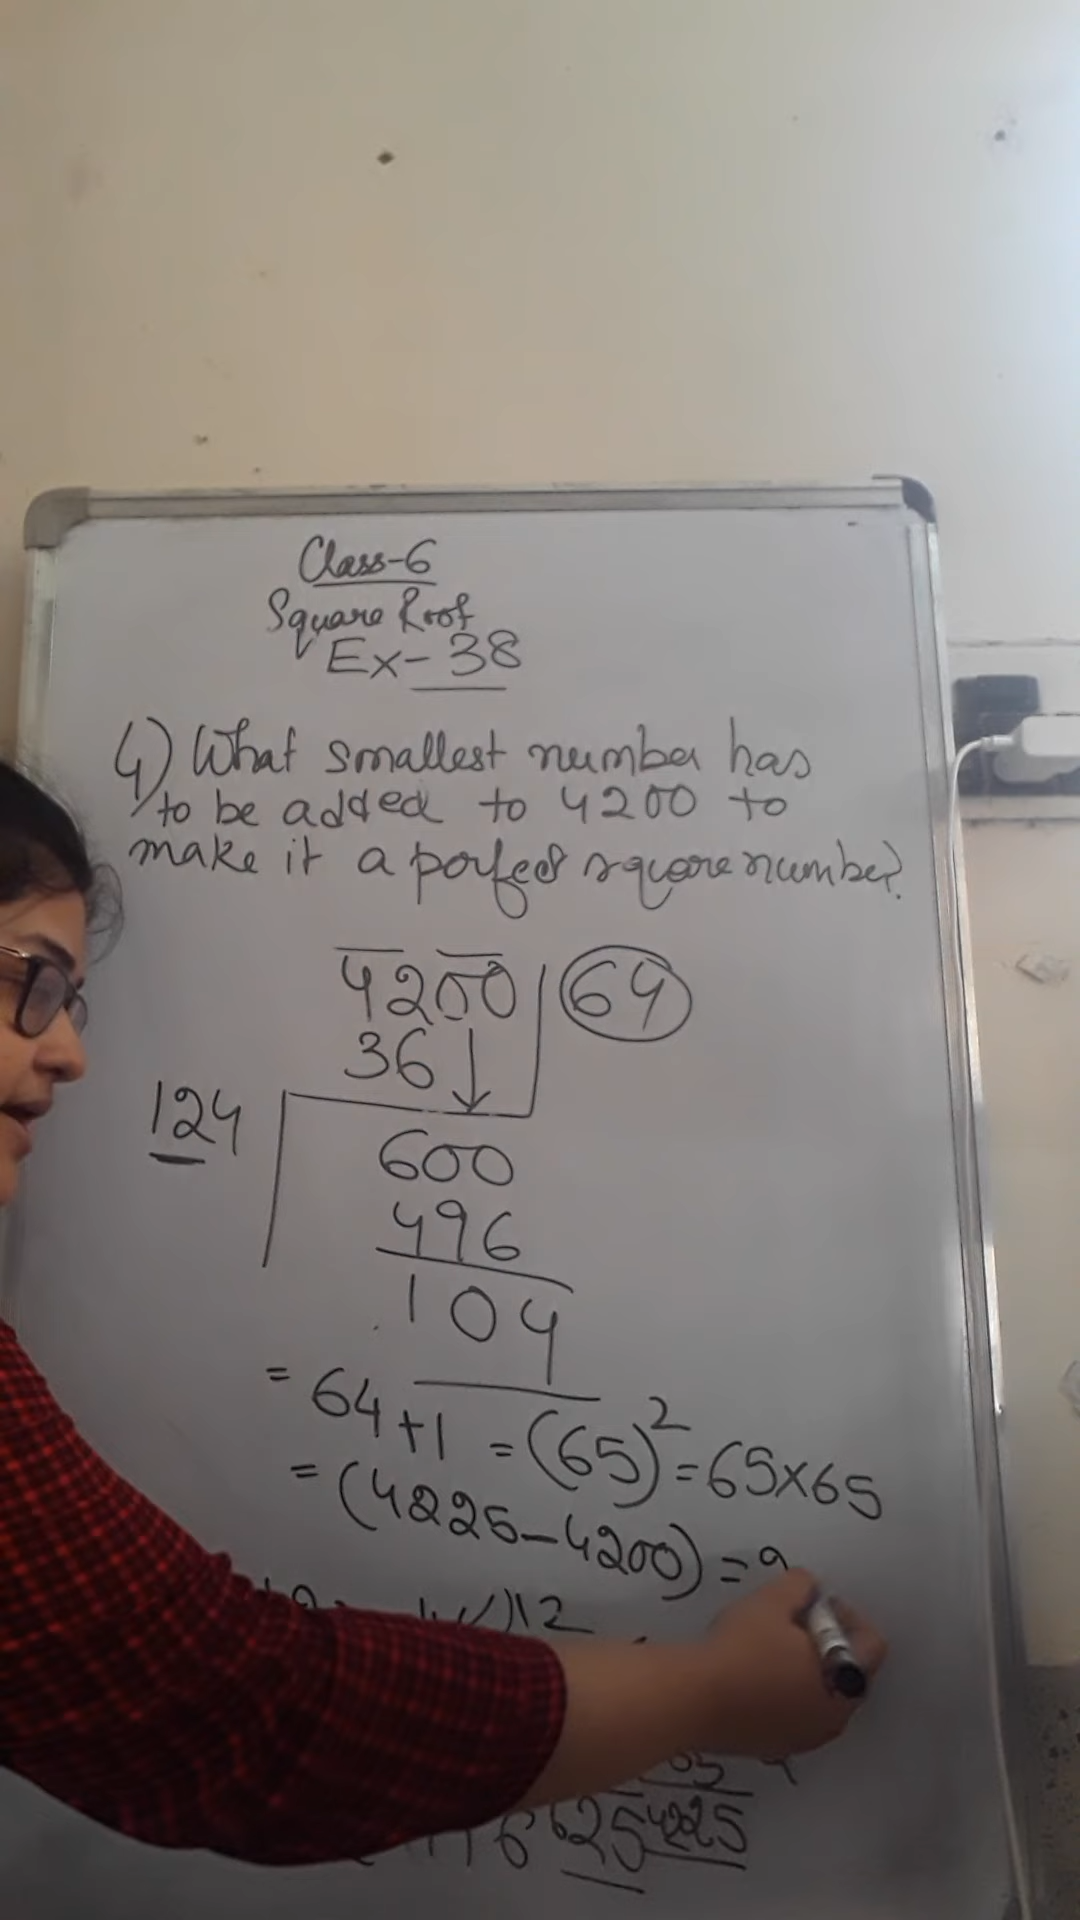 Class-6
Square Root
Ex-38
4) What smallest number has
to be added to 4200 to
make it a perfect square number?
4200 64
36
124
600
496
104
= 64+1 = (65)² = 65×65
= (4225-4200) = 2
12
625 4225